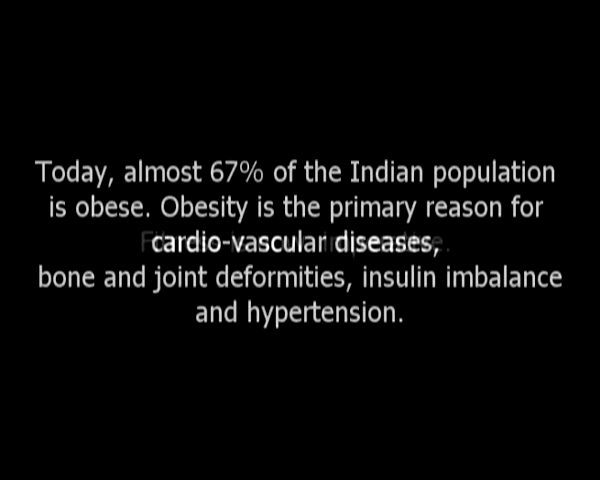 Today, almost 67% of the Indian population
is obese. Obesity is the primary reason for
cardio-vascular diseases,
bone and joint deformities, insulin imbalance
and hypertension.